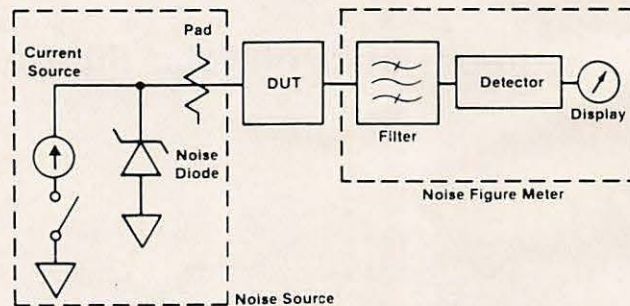 Pad
Current
Source
DUT
Detector
Filter
Display
Noise
Diode
Noise Figure Meter
Noise Source